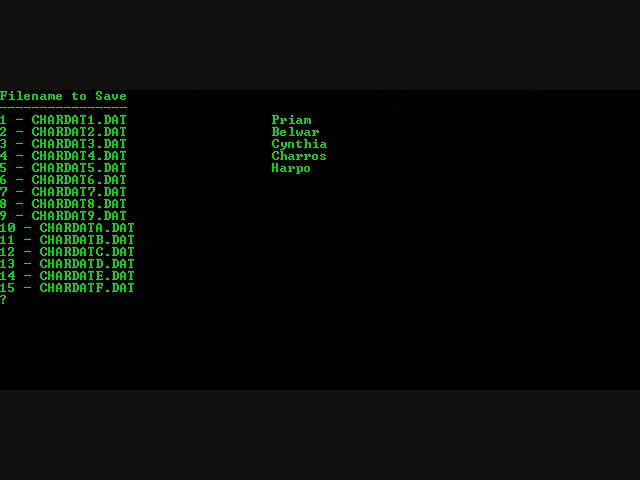 Filename to Save
----------------
1 - CHARDAT1.DAT Priam
2 - CHARDAT2.DAT Belwar
3 - CHARDAT3.DAT Cynthia
4 - CHARDAT4.DAT Charros
5 - CHARDAT5.DAT Harpo
6 - CHARDAT6.DAT
7 - CHARDAT7.DAT
8 - CHARDAT8.DAT
9 - CHARDAT9.DAT
10 - CHARDATA.DAT
11 - CHARDATB.DAT
12 - CHARDATC.DAT
13 - CHARDATD.DAT
14 - CHARDATE.DAT
15 - CHARDATF.DAT
?